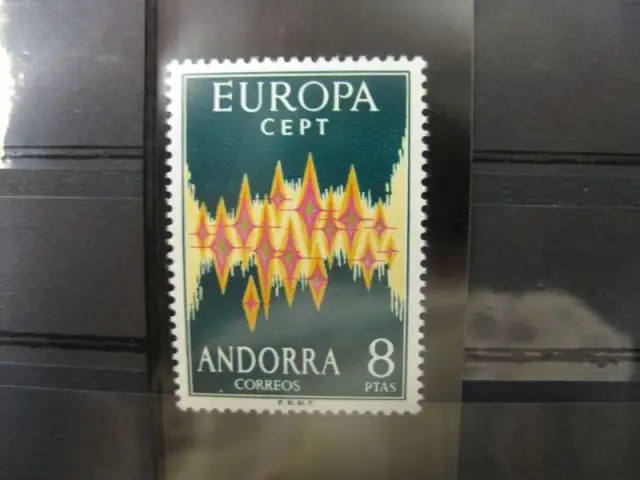 EUROPA
CEPT
ANDORRA 8
CORREOS PTAS